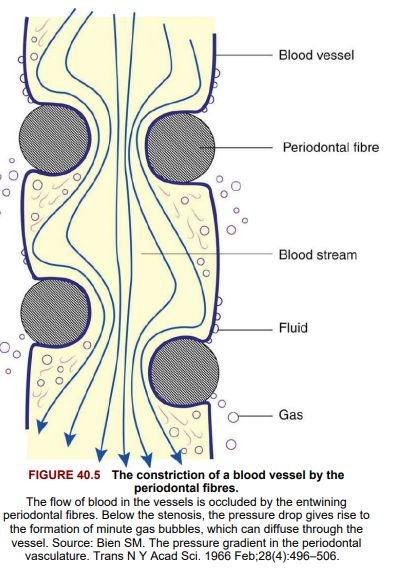 Blood vessel
Periodontal fibre
Blood stream
Fluid
Gas
FIGURE 40.5 The constriction of a blood vessel by the
periodontal fibres.
The flow of blood in the vessels is occluded by the entwining
periodontal fibres. Below the stenosis, the pressure drop gives rise to
the formation of minute gas bubbles, which can diffuse through the
vessel. Source: Bien SM. The pressure gradient in the periodontal
vasculature. Trans N Y Acad Sci. 1966 Feb;28(4):496–506.